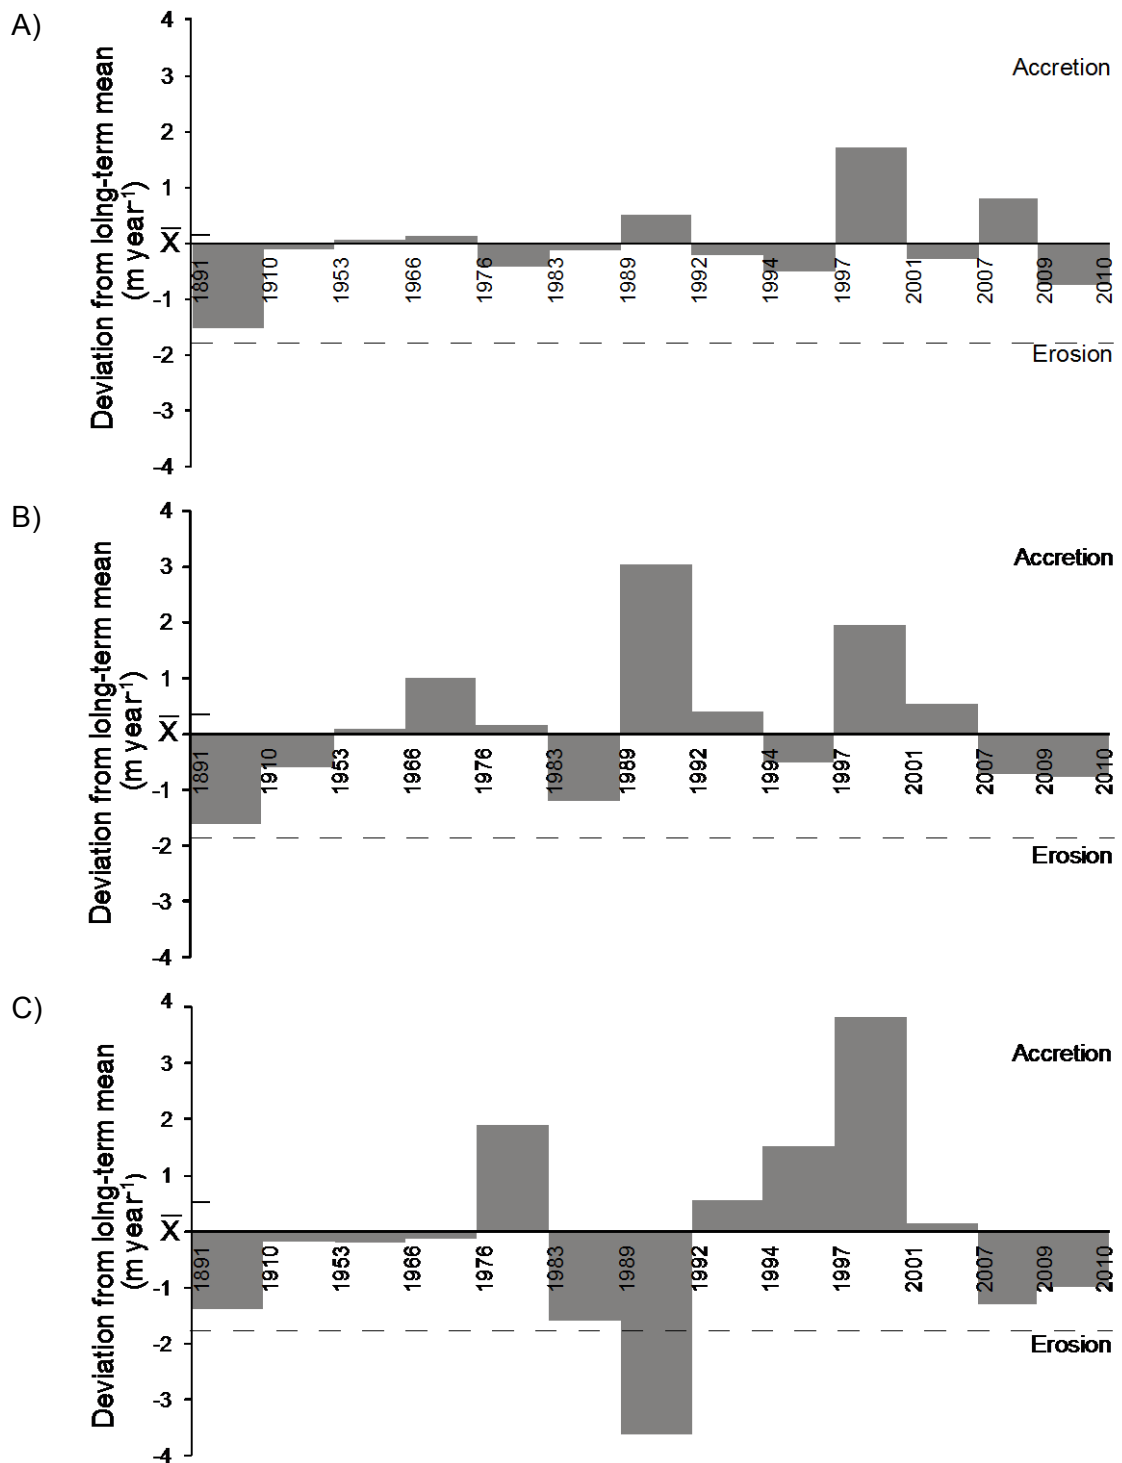 A)
Deviation from lolng-term mean
(m year-1)
4
3
2
1
X̅
-1
-2
-3
-4
Accretion
1891 1910 1953 1966 1976 1983 1989 1992 1994 1997 2001 2007 2009 2010
Erosion
B)
Deviation from lolng-term mean
(m year-1)
4
3
2
1
X̅
-1
-2
-3
-4
Accretion
1891 1910 1953 1966 1976 1983 1989 1992 1994 1997 2001 2007 2009 2010
Erosion
C)
Deviation from lolng-term mean
(m year-1)
4
3
2
1
X̅
-1
-2
-3
-4
Accretion
1891 1910 1953 1966 1976 1983 1989 1992 1994 1997 2001 2007 2009 2010
Erosion